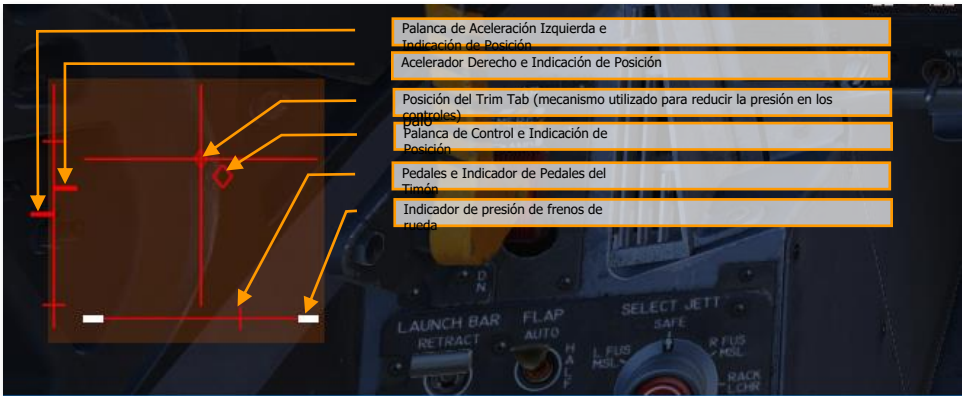 Palanca de Aceleración Izquierda e
Indicación de Posición
Acelerador Derecho e Indicación de Posición
Posición del Trim Tab (mecanismo utilizado para reducir la presión en los
controles)
palo
Palanca de Control e Indicación de
Posición
Pedales e Indicador de Pedales del
Timón
Indicador de presión de frenos de
rueda
DN
LAUNCH BAR
FLAP
SELECT JETT
RETRACT
AUTO
SAFE
HALF
L FUS
MSL
R FUS
MSL
RACK
LCHR